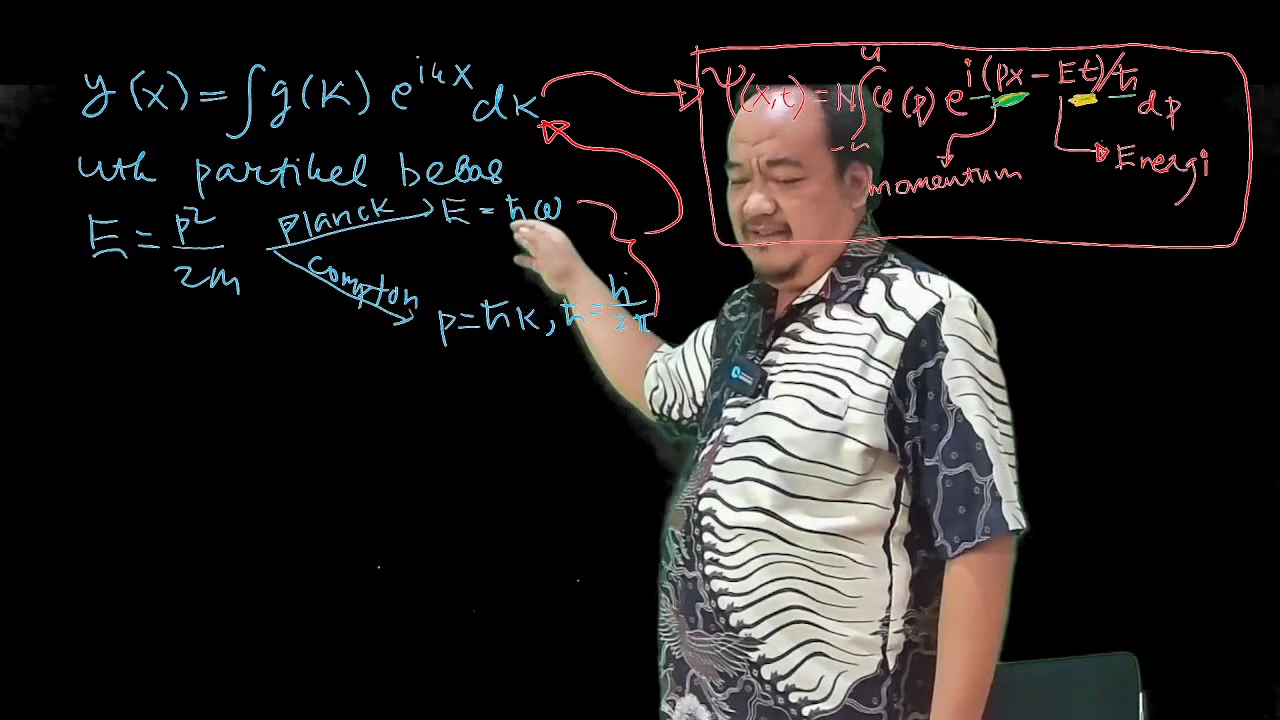 y(x) = ∫ g(k) e^{ikx} dk
utk partikel bebas
E = p²/2m
planck
E = ħω
compton
p = ħk, ħ = h/2π
Ψ(x,t) = N ∫ φ(p) e^{i(px - Et)/ħ} dp
momentum
Energi